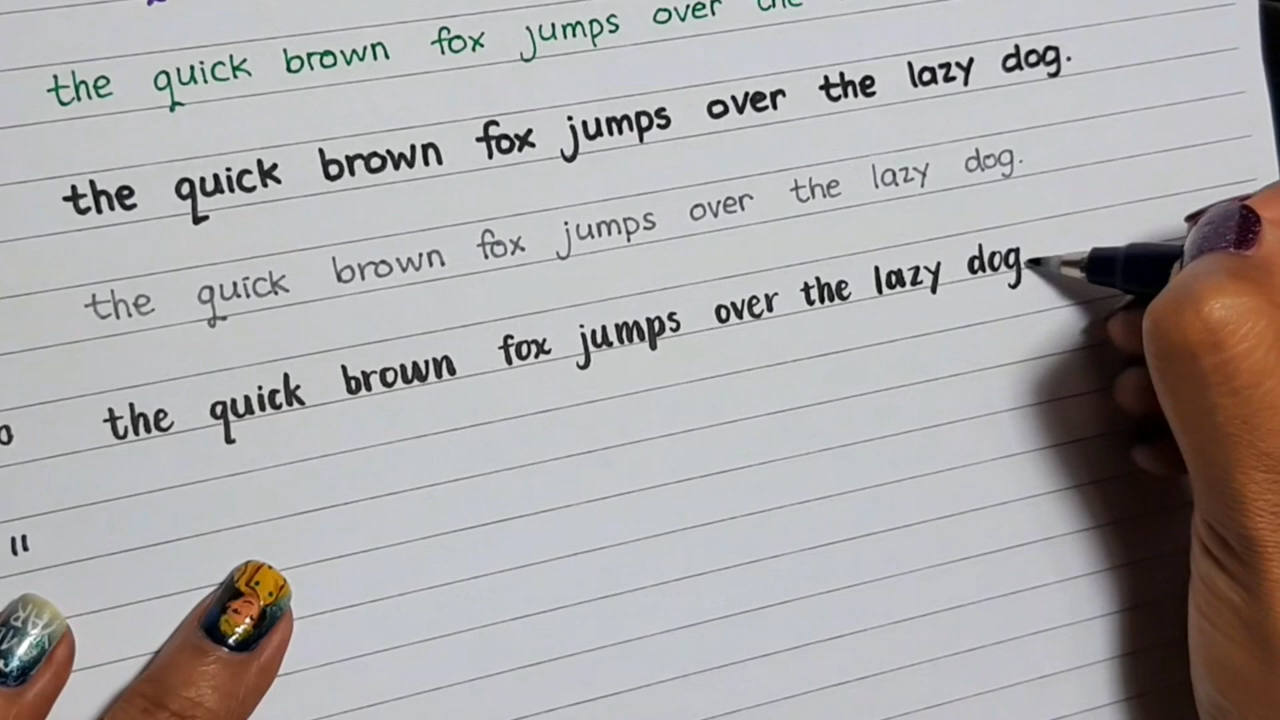 the quick brown fox jumps over the
the quick brown fox jumps over the lazy dog.
the quick brown fox jumps over the lazy dog.
the quick brown fox jumps over the lazy dog
"